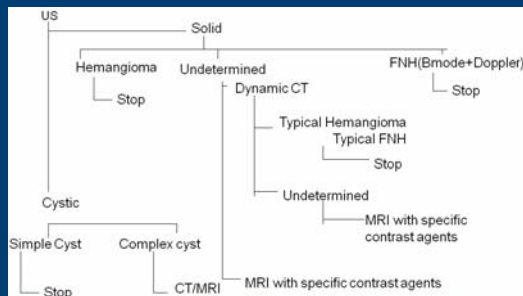 US
Solid
Hemangioma
Undetermined
FNH(Bmode+Doppler)
Stop
Dynamic CT
Stop
Typical Hemangioma
Typical FNH
Stop
Cystic
Undetermined
MRI with specific
contrast agents
Simple Cyst
Complex cyst
Stop
CT/MRI
MRI with specific contrast agents